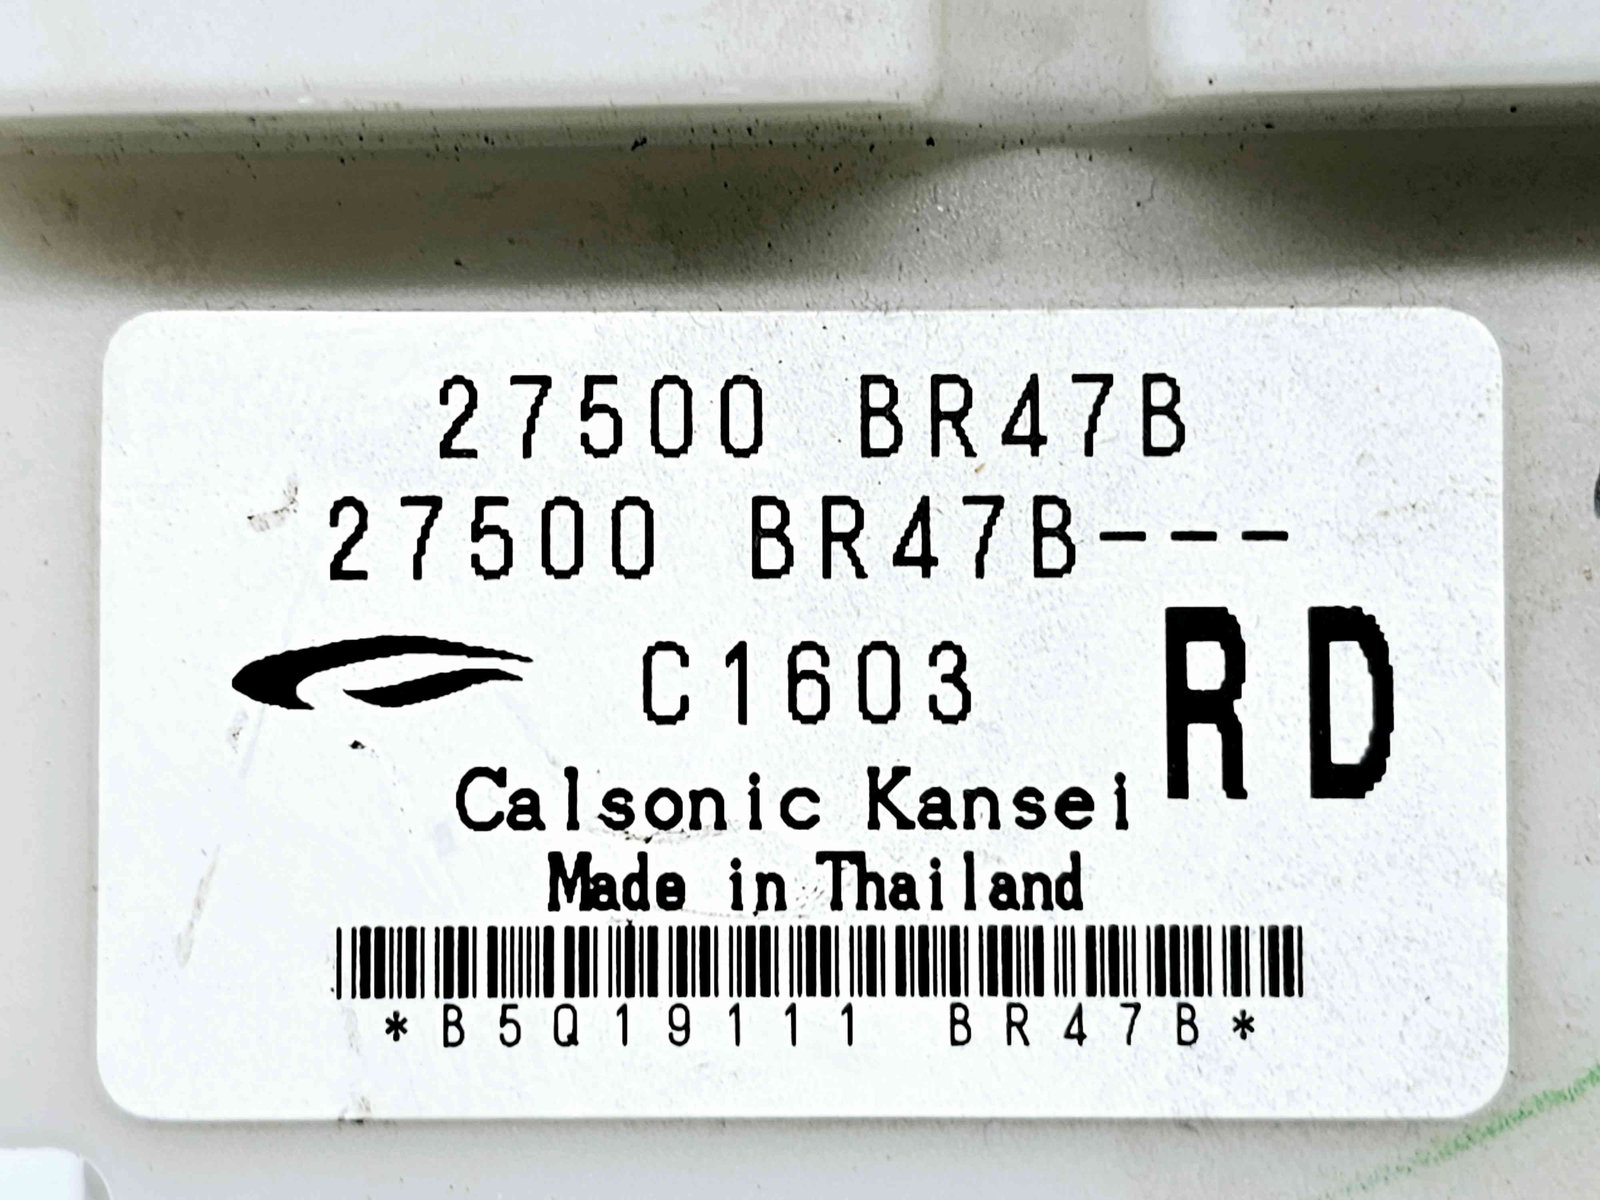 27500 BR47B
27500 BR47B---
C1603 RD
Calsonic Kansei
Made in Thailand
*B5Q19111 BR47B*